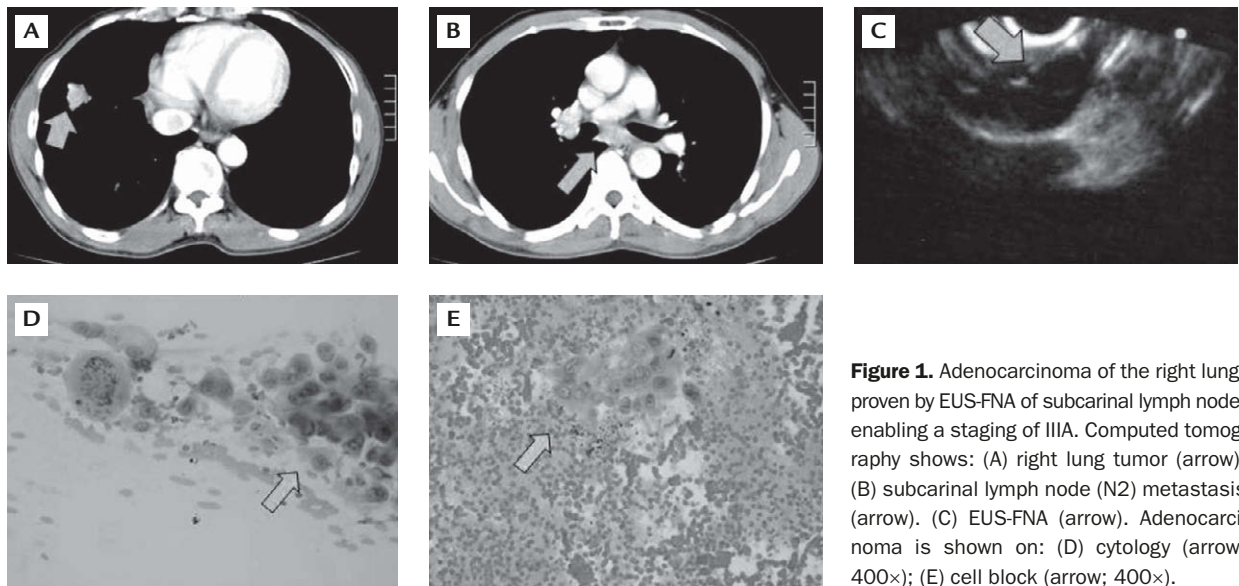 A
B
C
D
E
Figure 1. Adenocarcinoma of the right lung
proven by EUS-FNA of subcarinal lymph node
enabling a staging of IIIA. Computed tomog
raphy shows: (A) right lung tumor (arrow)
(B) subcarinal lymph node (N2) metastasis
(arrow). (C) EUS-FNA (arrow). Adenocarci
noma is shown on: (D) cytology (arrow
400×); (E) cell block (arrow; 400×).